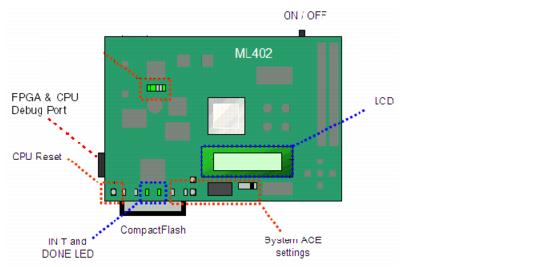 ON / OFF
ML402
FPGA & CPU
Debug Port
LCD
CPU Reset
INIT and
DONE LED
CompactFlash
System ACE
settings